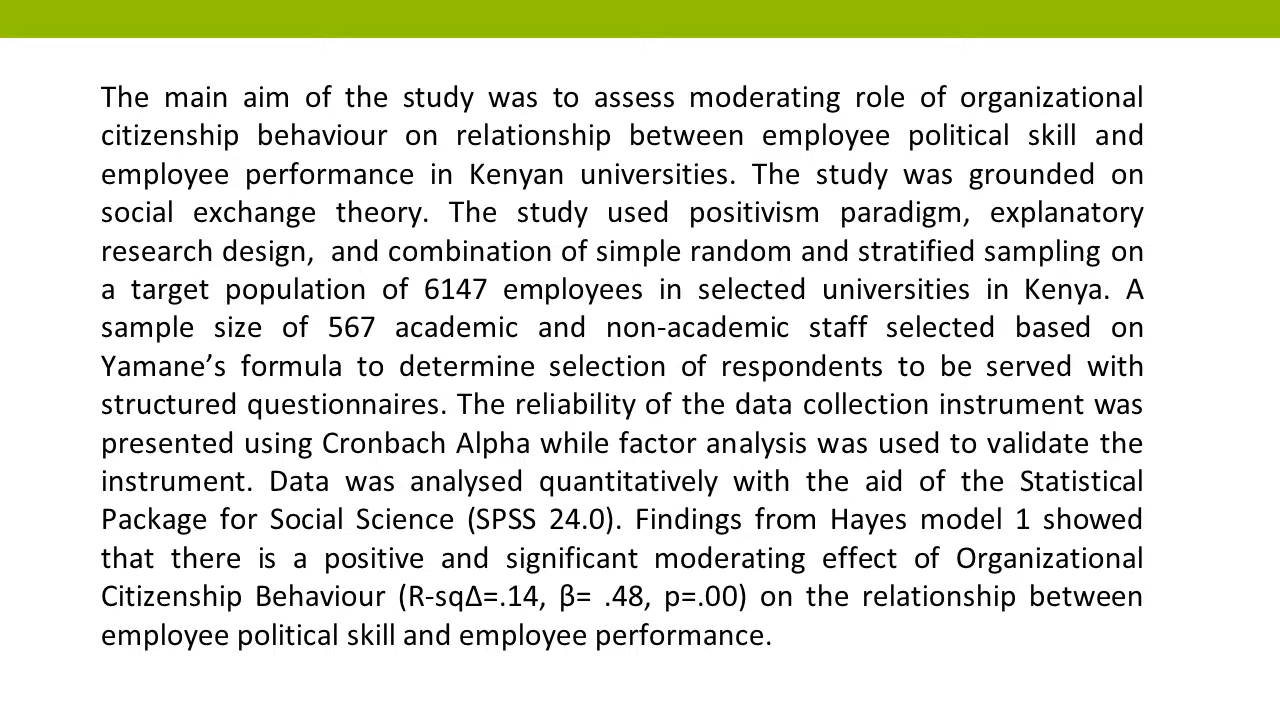 The main aim of the study was to assess moderating role of organizational
citizenship behaviour on relationship between employee political skill and
employee performance in Kenyan universities. The study was grounded on
social exchange theory. The study used positivism paradigm, explanatory
research design,  and combination of simple random and stratified sampling on
a target population of 6147 employees in selected universities in Kenya. A
sample size of 567 academic and non-academic staff selected based on
Yamane’s formula to determine selection of respondents to be served with
structured questionnaires. The reliability of the data collection instrument was
presented using Cronbach Alpha while factor analysis was used to validate the
instrument. Data was analysed quantitatively with the aid of the Statistical
Package for Social Science (SPSS 24.0). Findings from Hayes model 1 showed
that there is a positive and significant moderating effect of Organizational
Citizenship Behaviour (R-sqΔ=.14, β= .48, p=.00) on the relationship between
employee political skill and employee performance.